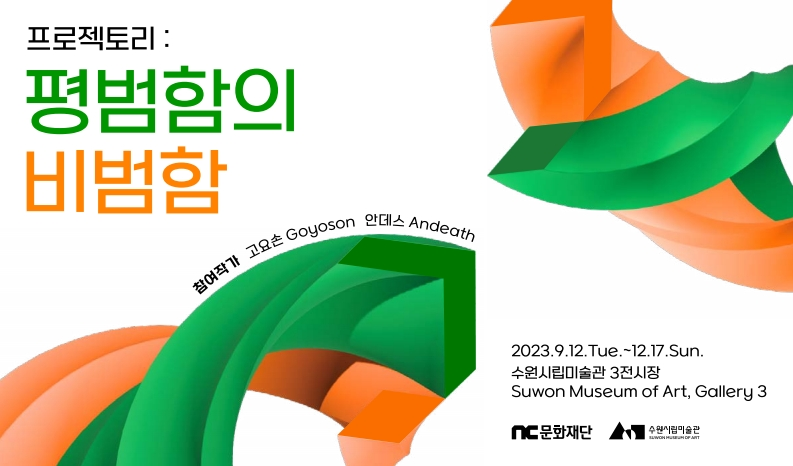 프로젝토리 :
평범함의
비범함
참여작가 고요손 Goyoson 안데스 Andeath
2023.9.12.Tue.~12.17.Sun.
수원시립미술관 3전시장
Suwon Museum of Art, Gallery 3
nc 문화재단
수원시립미술관
SUWON MUSEUM OF ART